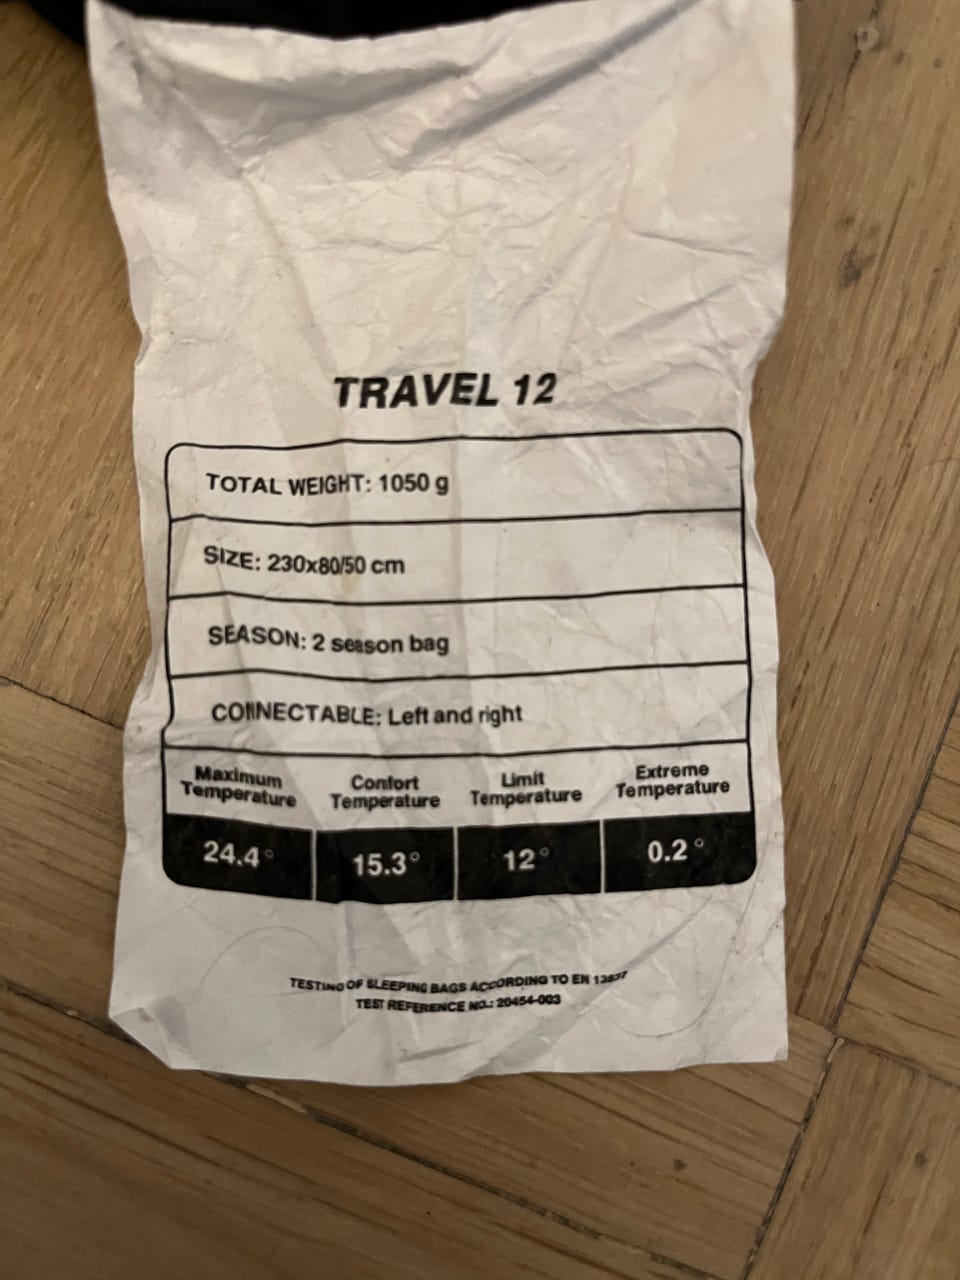 TRAVEL 12
TOTAL WEIGHT: 1050 g
SIZE: 230x80/50 cm
SEASON: 2 season bag
CONNECTABLE: Left and right
Maximum Temperature
Comfort Temperature
Limit Temperature
Extreme Temperature
24.4° 15.3° 12° 0.2°
TESTING OF SLEEPING BAGS ACCORDING TO EN 13537
TEST REFERENCE NO.: 20454-003